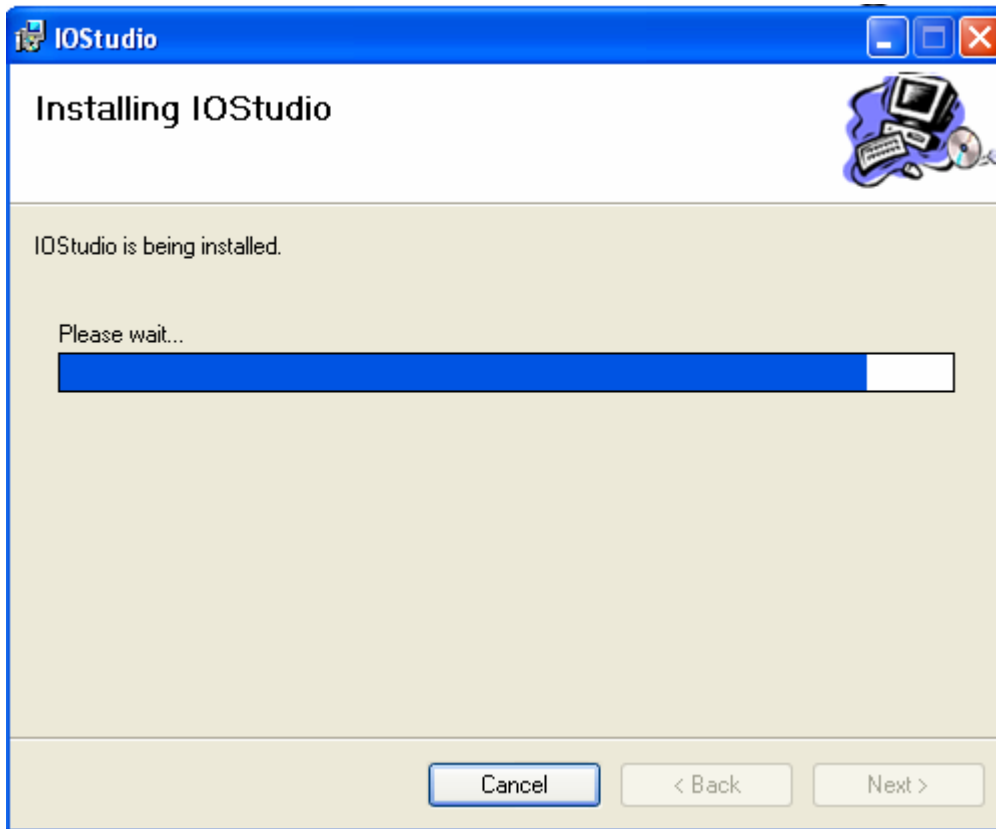 IOStudio
Installing IOStudio
IOStudio is being installed.
Please wait...
Cancel
< Back
Next >